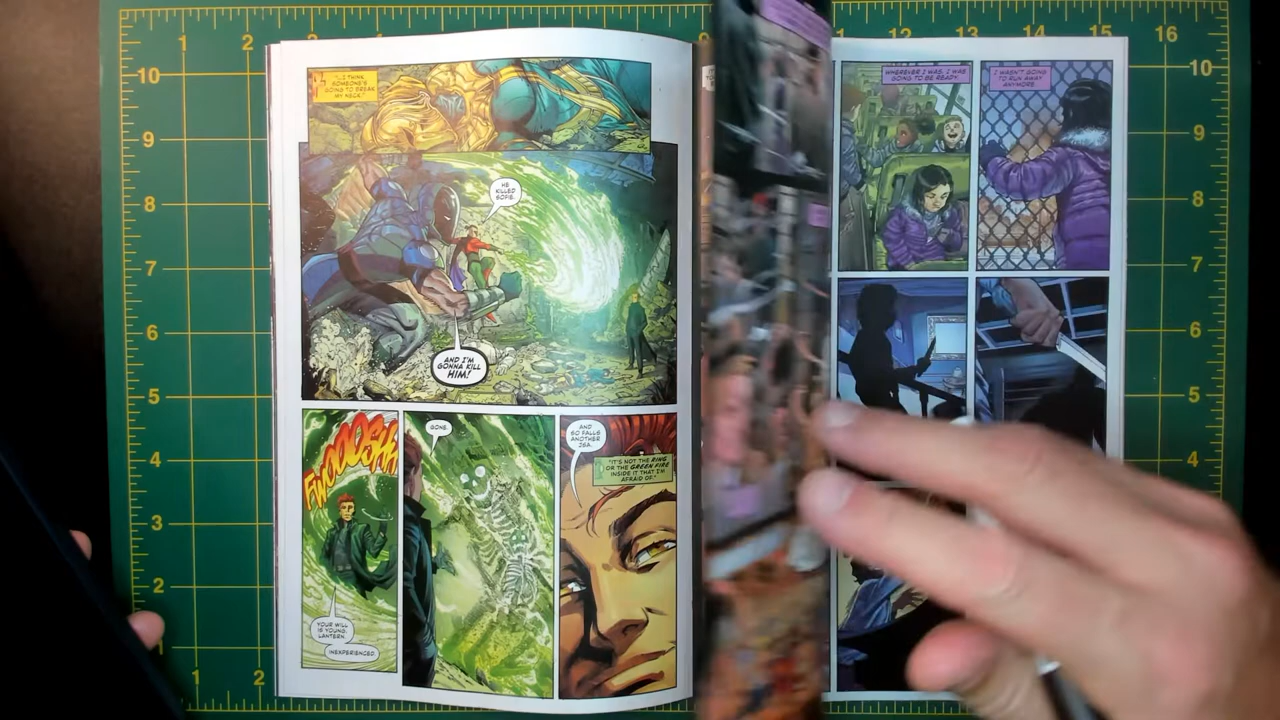 1
2
12
13
14
15
16
10
9
8
7
6
5
4
3
2
1
2
10
9
8
7
6
5
4
"...I THINK
SOMEONE'S
GOING TO BREAK
MY NECK."
HE
KILLED
SOFIE.
AND I'M
GONNA KILL
HIM!
FWOOOSHH
YOUR WILL
IS YOUNG,
LANTERN.
INEXPERIENCED.
GONE.
AND
SO FALLS
ANOTHER
JSA.
"IT'S NOT THE RING
OR THE GREEN FIRE
INSIDE IT THAT I'M
AFRAID OF."
WHEREVER I WAS, I WAS
GOING TO BE READY.
I WASN'T GOING
TO RUN AWAY
ANYMORE.